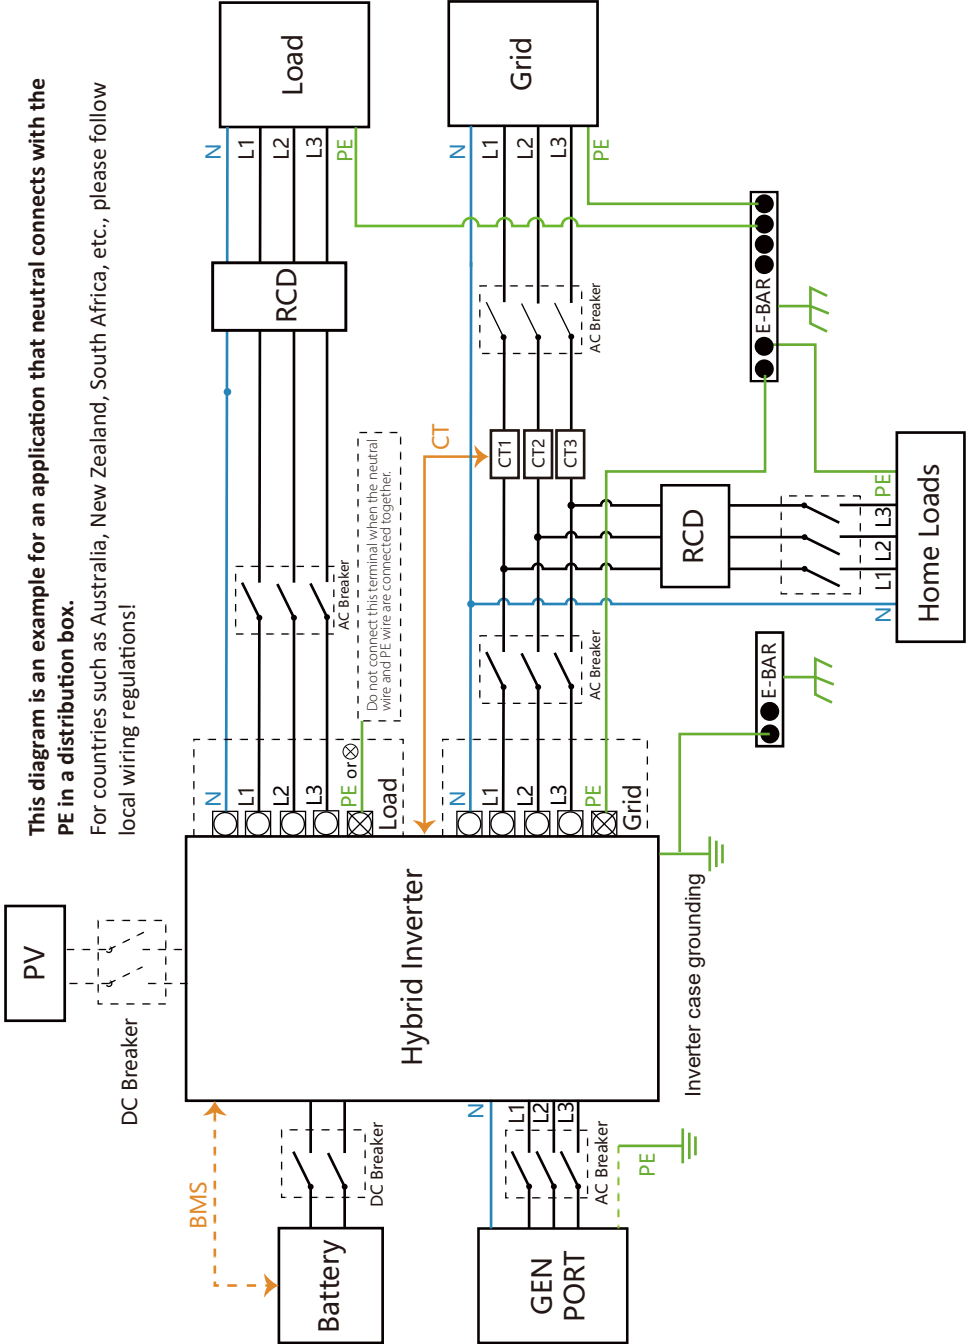 This diagram is an example for an application that neutral connects with the
PE in a distribution box.
For countries such as Australia, New Zealand, South Africa, etc., please follow
local wiring regulations!
PV
DC Breaker
Load
N
L1
L2
L3
PE
RCD
AC Breaker
Do not connect this terminal when the neutral
wire and PE wire are connected together.
N
L1
L2
L3
PE or
Load
Grid
N
L1
L2
L3
PE
AC Breaker
CT
CT1
CT2
CT3
AC Breaker
N
L1
L2
L3
PE
Grid
E-BAR
RCD
N
L1
L2
L3
PE
Home Loads
E-BAR
Hybrid Inverter
Inverter case grounding
BMS
DC Breaker
Battery
N
L1
L2
L3
AC Breaker
PE
GEN
PORT